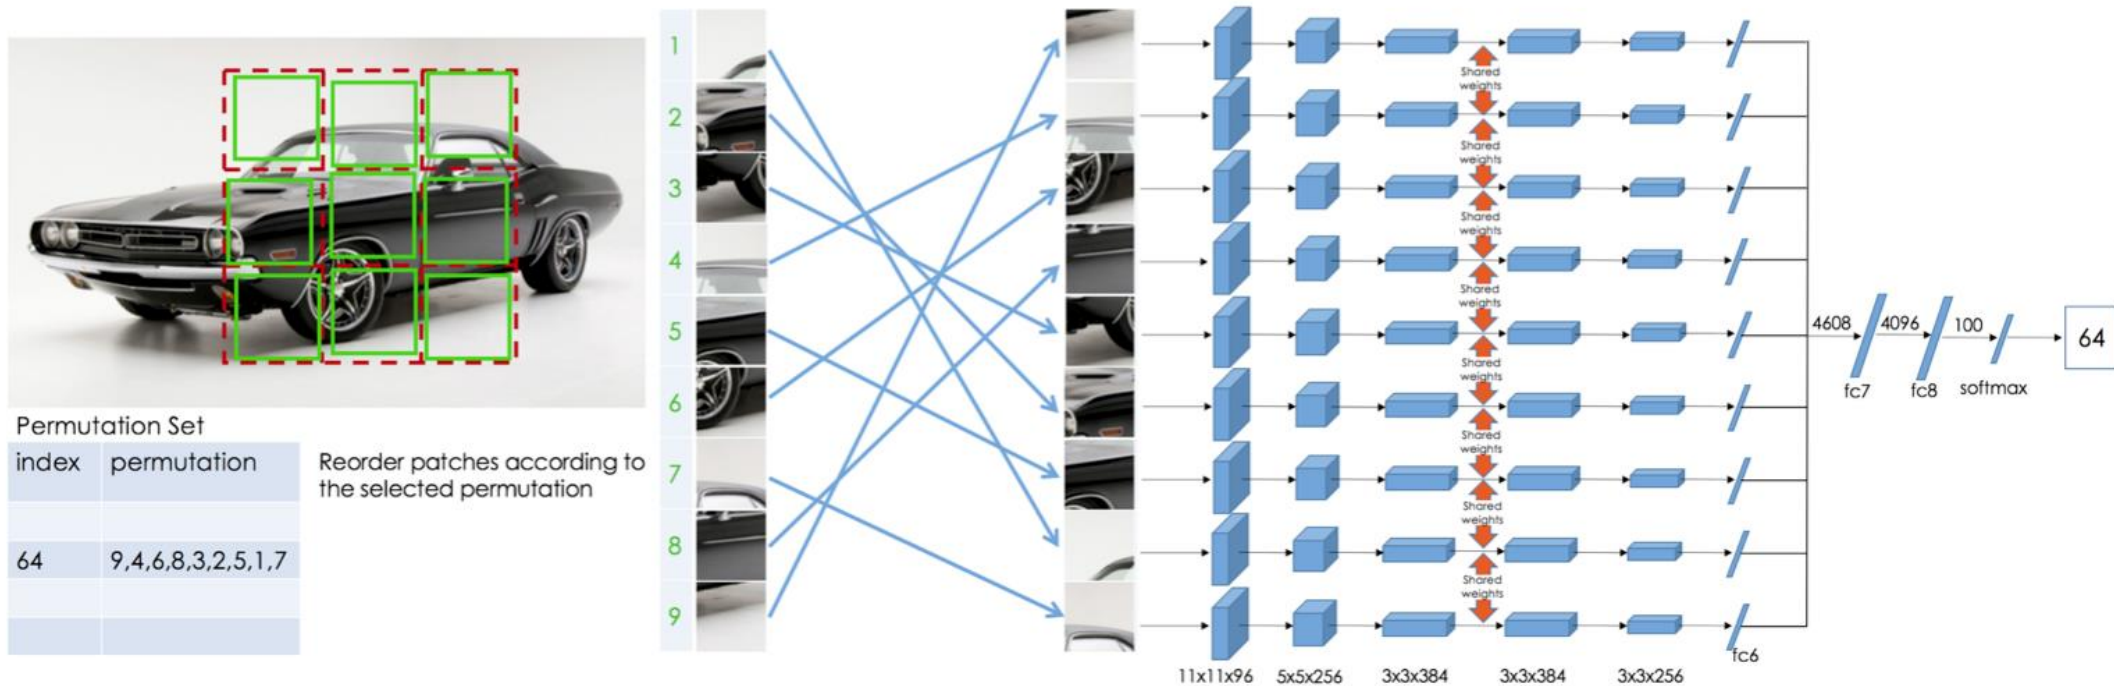 Permutation Set
index permutation
64 9,4,6,8,3,2,5,1,7
Reorder patches according to
the selected permutation
1
2
3
4
5
6
7
8
9
Shared
weights
Shared
weights
Shared
weights
Shared
weights
Shared
weights
Shared
weights
Shared
weights
Shared
weights
11x11x96 5x5x256 3x3x384 3x3x384 3x3x256
fc6
4608 4096 100
fc7 fc8 softmax
64